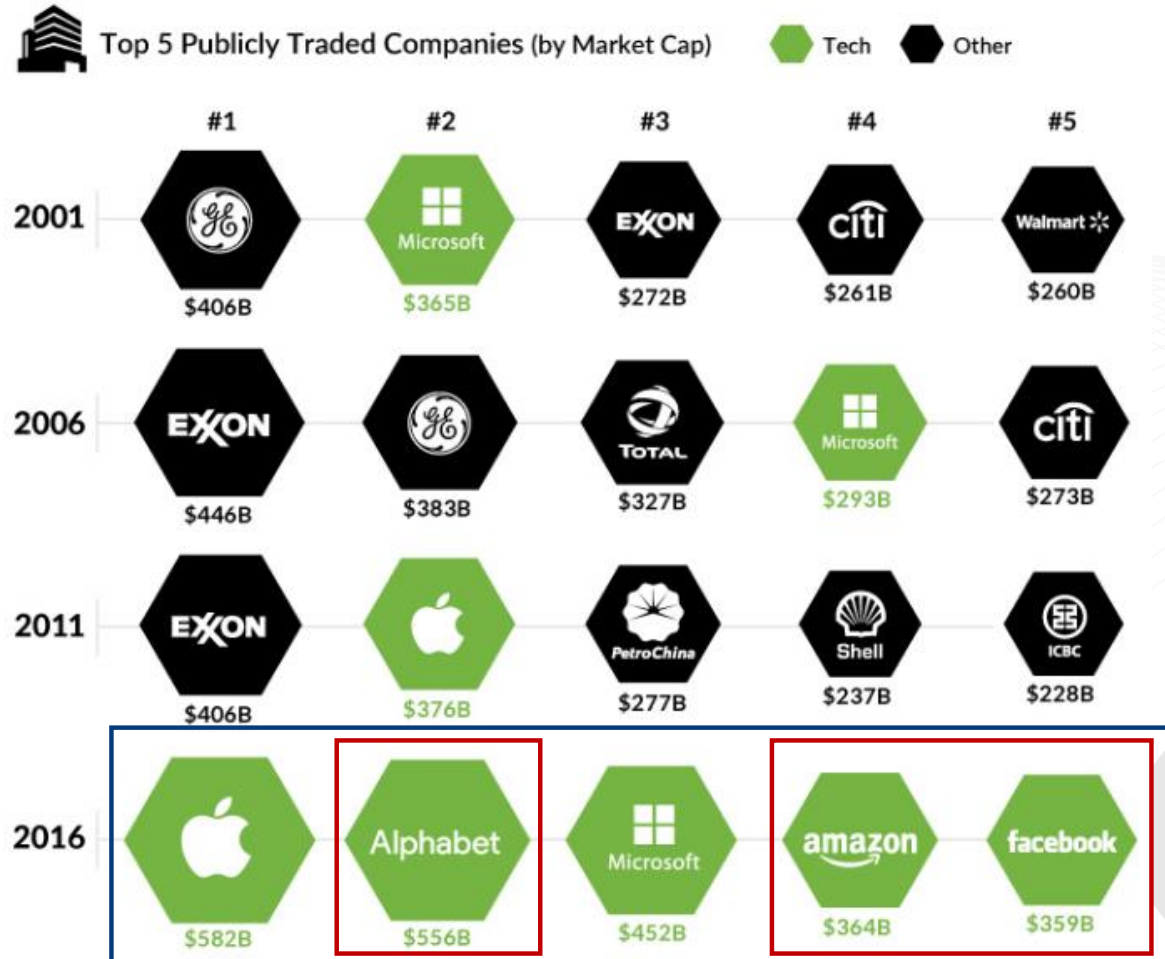 Top 5 Publicly Traded Companies (by Market Cap) Tech Other
#1 #2 #3 #4 #5
2001
GE
Microsoft
EXXON
citi
Walmart
$406B $365B $272B $261B $260B
2006
EXXON
GE
TOTAL
Microsoft
citi
$446B $383B $327B $293B $273B
2011
EXXON
PetroChina
Shell
ICBC
$406B $376B $277B $237B $228B
2016
Alphabet
Microsoft
amazon
facebook
$582B $556B $452B $364B $359B